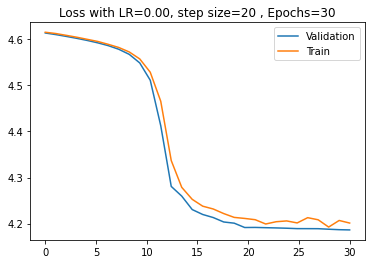 Loss with LR=0.00, step size=20 , Epochs=30
Validation
Train
4.6
4.5
4.4
4.3
4.2
0 5 10 15 20 25 30